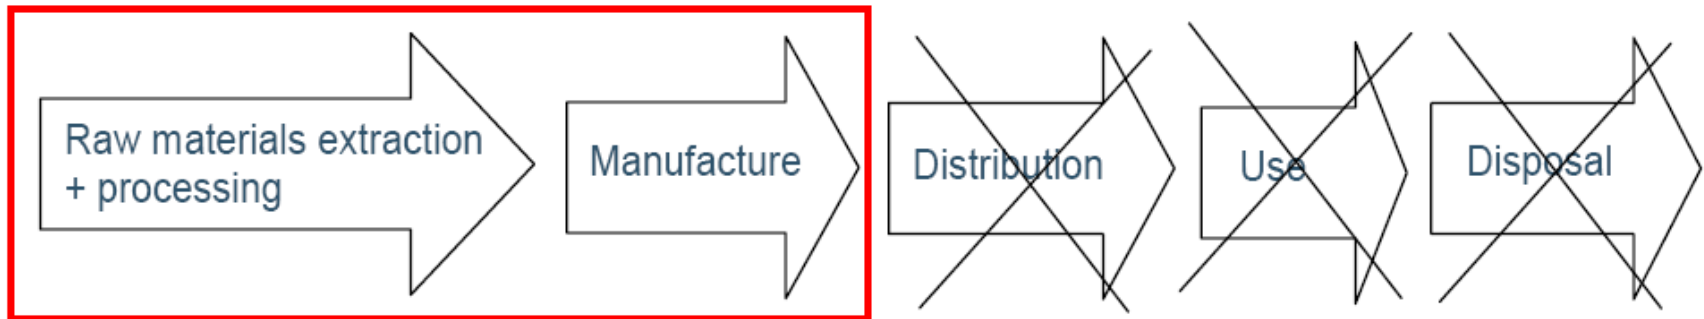 Raw materials extraction
+ processing
Manufacture
Distribution
Use
Disposal